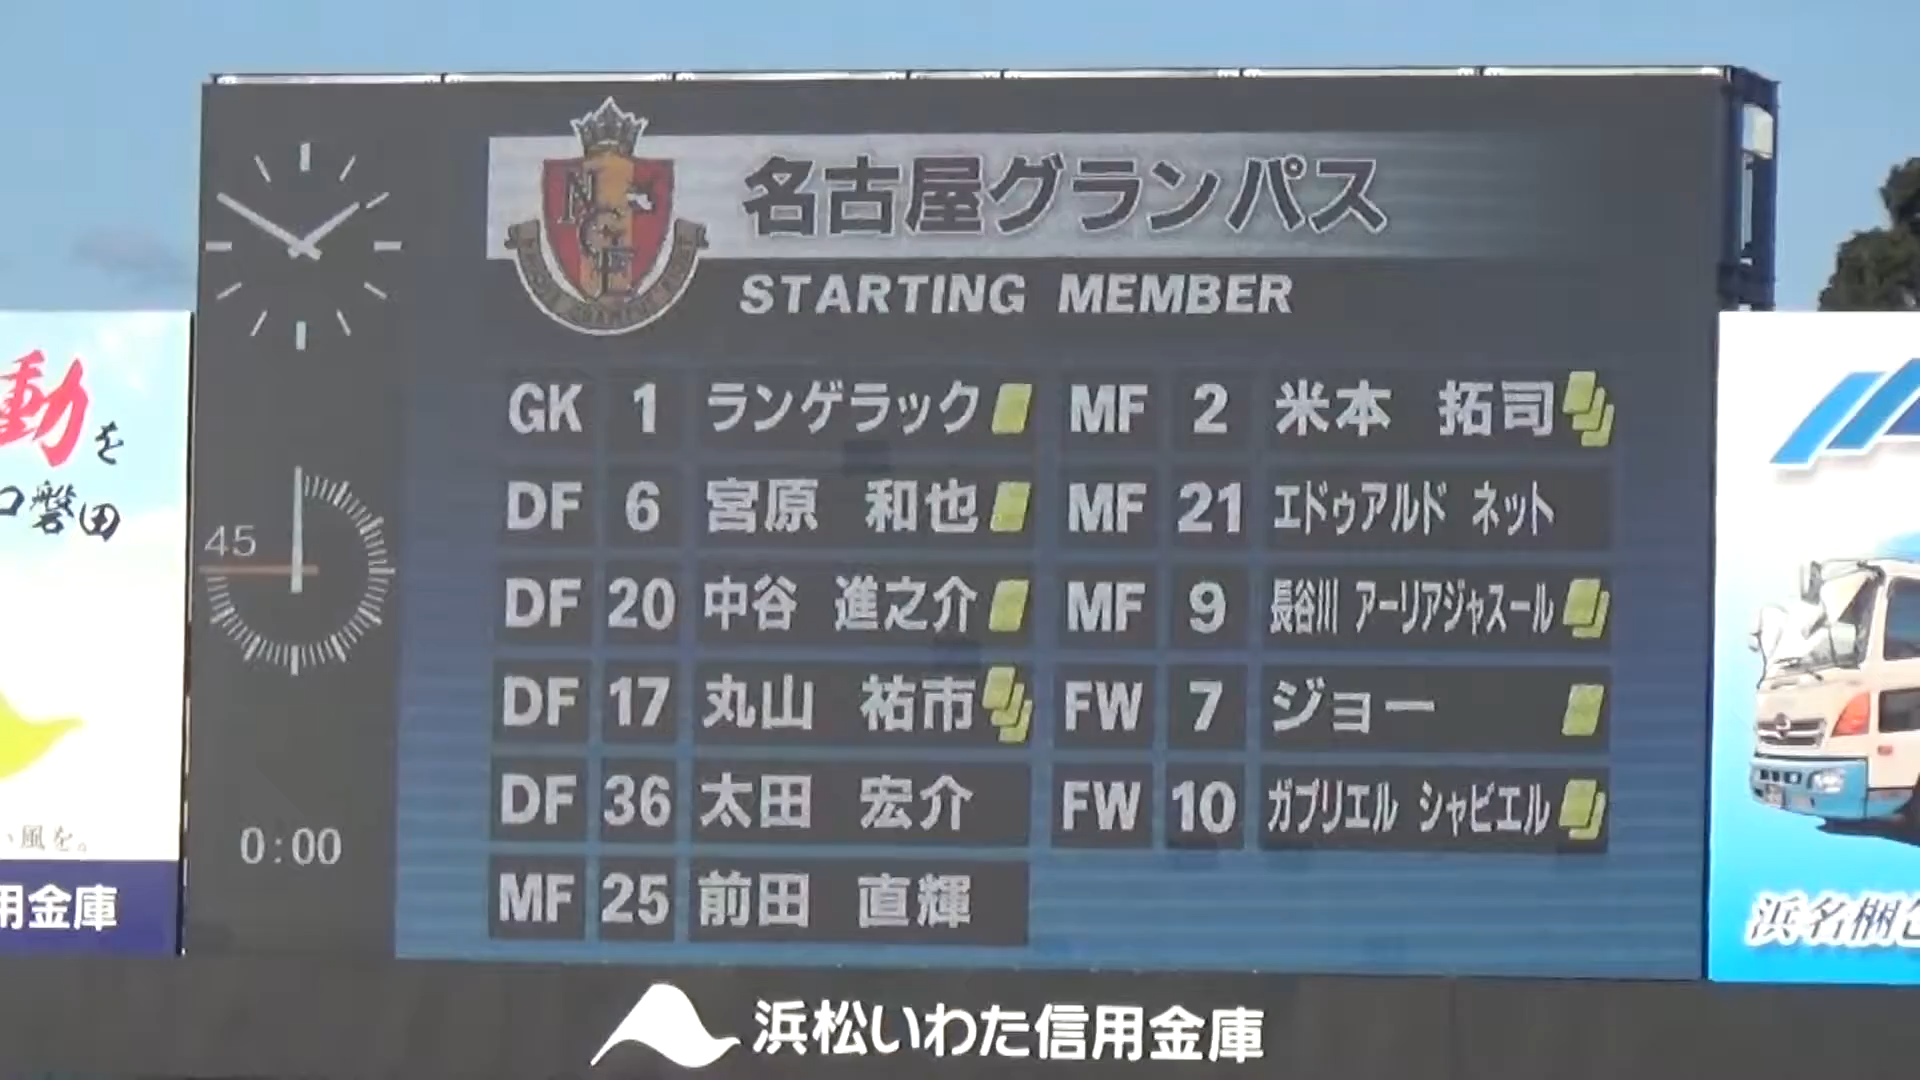 名古屋グランパス
STARTING MEMBER
GK 1 ランゲラック
DF 6 宮原 和也
DF 20 中谷 進之介
DF 17 丸山 祐市
DF 36 太田 宏介
MF 25 前田 直輝
MF 2 米本 拓司
MF 21 エドゥアルド ネット
MF 9 長谷川 アーリアジャスール
FW 7 ジョー
FW 10 ガブリエル シャビエル
45
0:00
動を
磐田
風を。
用金庫
浜名梱包
浜松いわた信用金庫